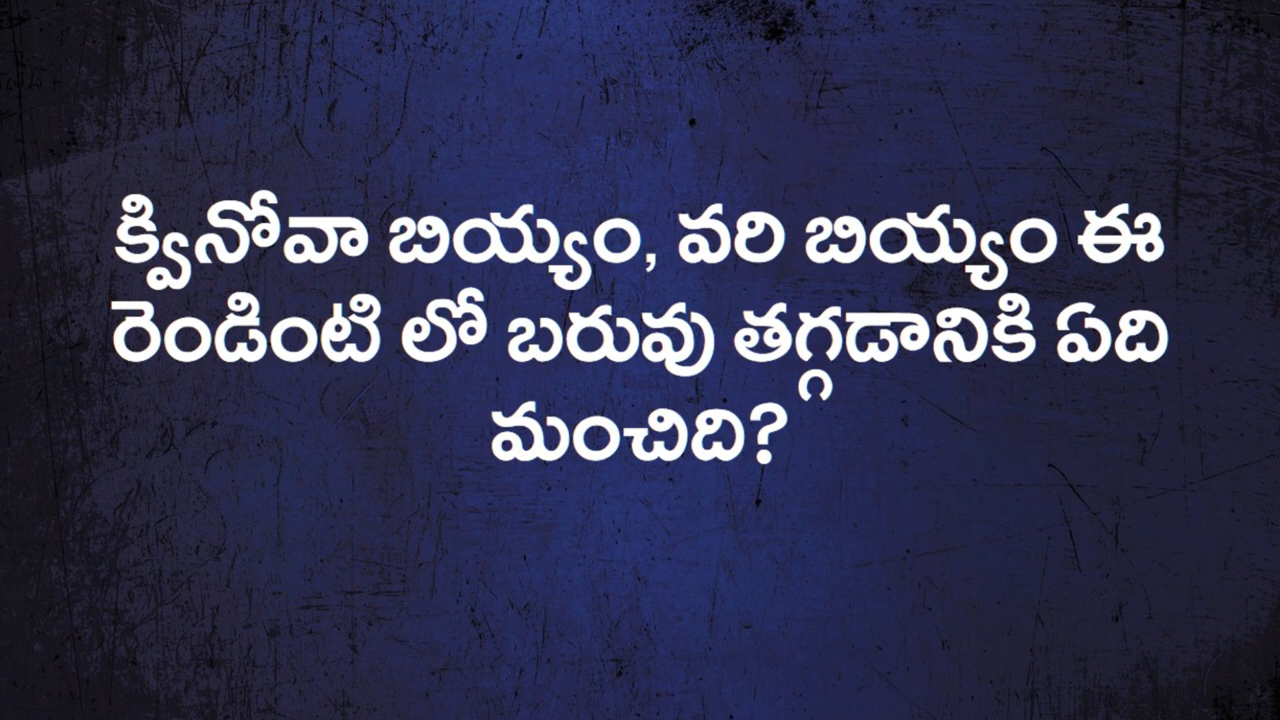 క్వినోవా బియ్యం, వరి బియ్యం ఈ
రెండింటి లో బరువు తగ్గడానికి ఏది
మంచిది?